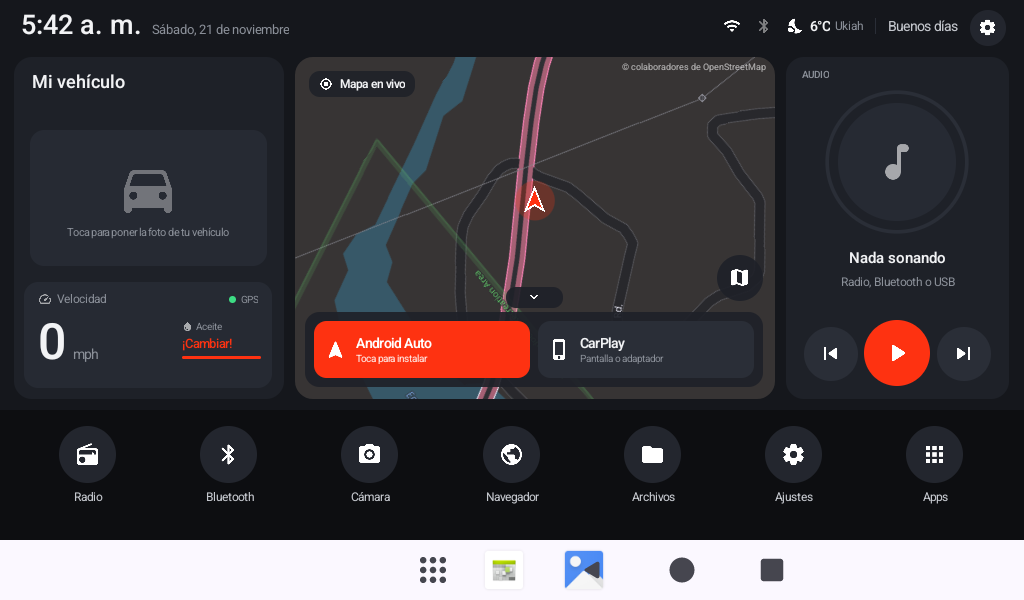 5:42 a. m.
Sábado, 21 de noviembre
6°C Ukiah
Buenos días
Mi vehículo
Toca para poner la foto de tu vehículo
Velocidad
GPS
0 mph
Aceite
¡Cambiar!
Mapa en vivo
© colaboradores de OpenStreetMap
Android Auto
Toca para instalar
CarPlay
Pantalla o adaptador
AUDIO
Nada sonando
Radio, Bluetooth o USB
Radio
Bluetooth
Cámara
Navegador
Archivos
Ajustes
Apps